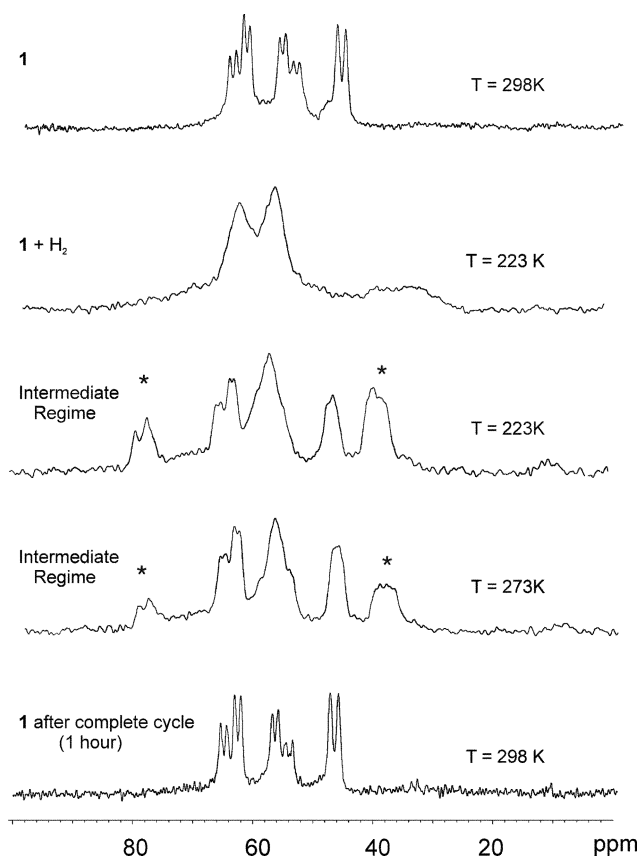 1
T = 298K
1 + H₂
T = 223 K
*
*
Intermediate
Regime
T = 223K
Intermediate
Regime
*
*
T = 273K
1 after complete cycle
(1 hour)
T = 298 K
80 60 40 20 ppm